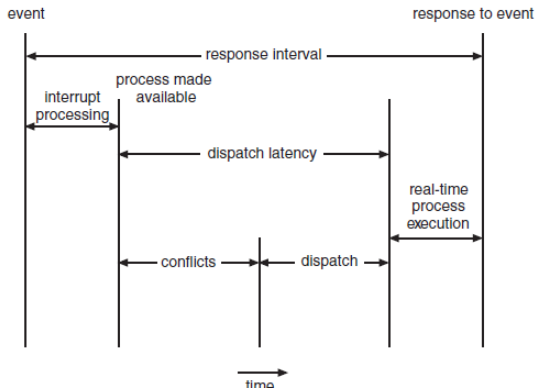 event
response to event
response interval
process made
available
interrupt
processing
dispatch latency
real-time
process
execution
conflicts
dispatch
time